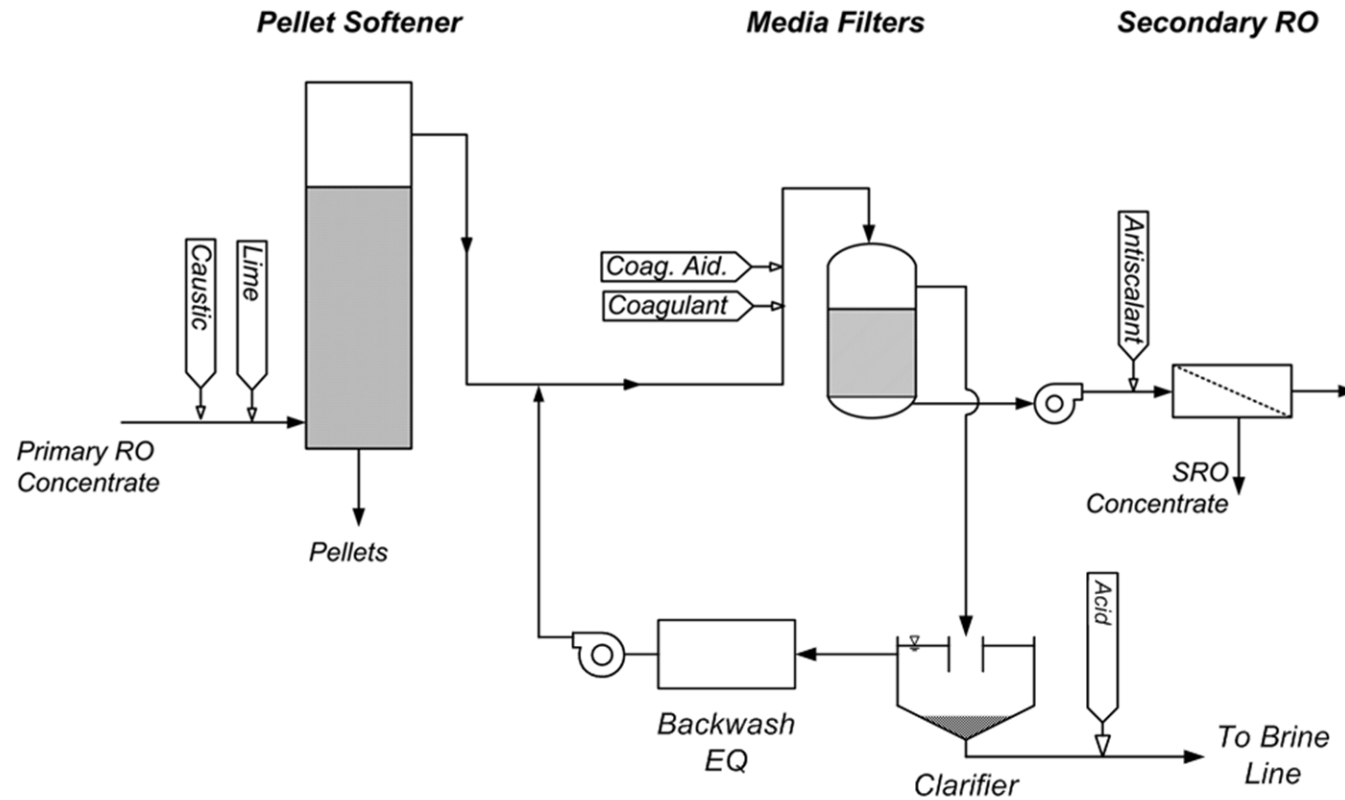 Pellet Softener
Media Filters
Secondary RO
Caustic
Lime
Coag. Aid.
Coagulant
Antiscalant
Primary RO
Concentrate
SRO
Concentrate
Pellets
Acid
Backwash
EQ
Clarifier
To Brine
Line